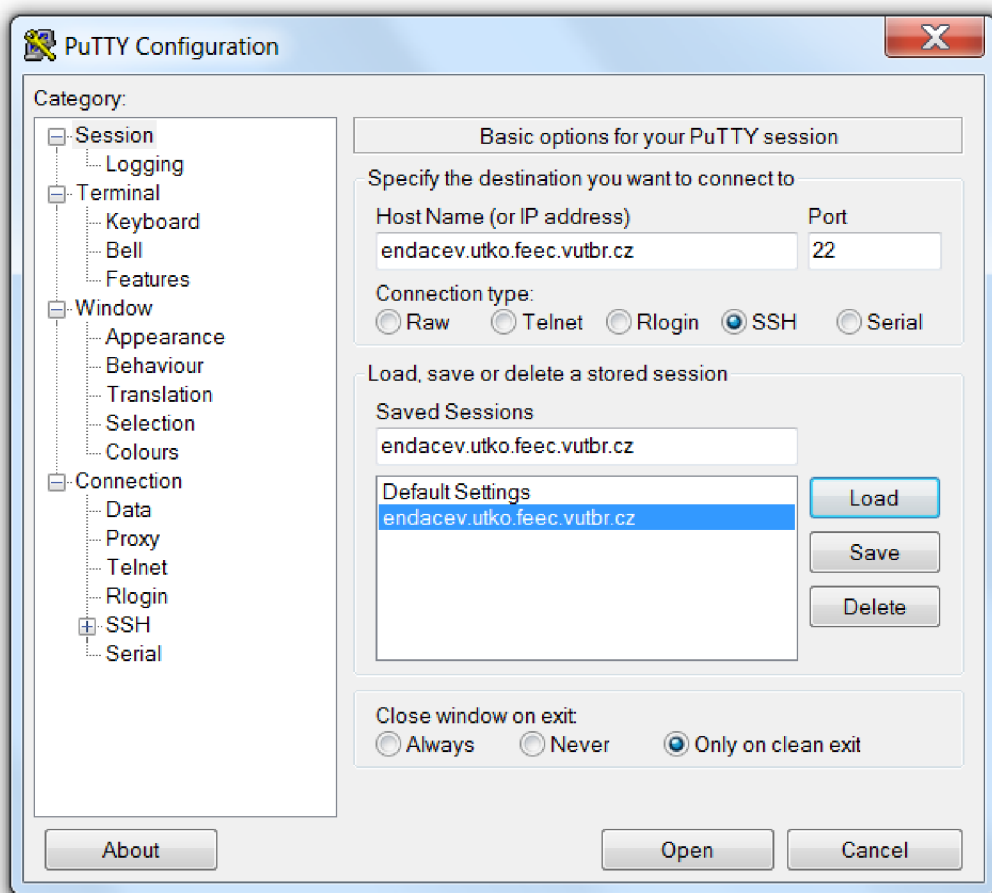 PuTTY Configuration
Category:
Session
Logging
Terminal
Keyboard
Bell
Features
Window
Appearance
Behaviour
Translation
Selection
Colours
Connection
Data
Proxy
Telnet
Rlogin
SSH
Serial
Basic options for your PuTTY session
Specify the destination you want to connect to
Host Name (or IP address) Port
endacev.utko.feec.vutbr.cz 22
Connection type:
Raw Telnet Rlogin SSH Serial
Load, save or delete a stored session
Saved Sessions
endacev.utko.feec.vutbr.cz
Default Settings
endacev.utko.feec.vutbr.cz
Load
Save
Delete
Close window on exit:
Always Never Only on clean exit
About Open Cancel